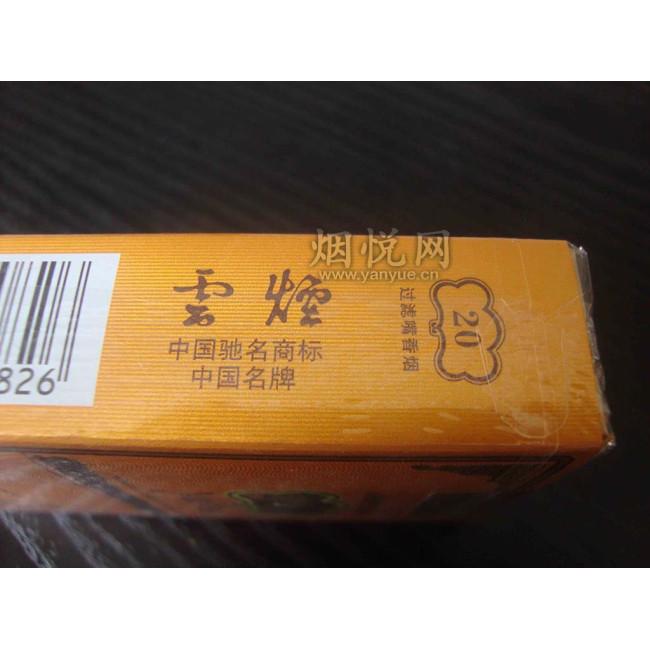 烟悦网
www.yanyue.cn
雲煙
中国驰名商标
中国名牌
20
过滤嘴香烟
826